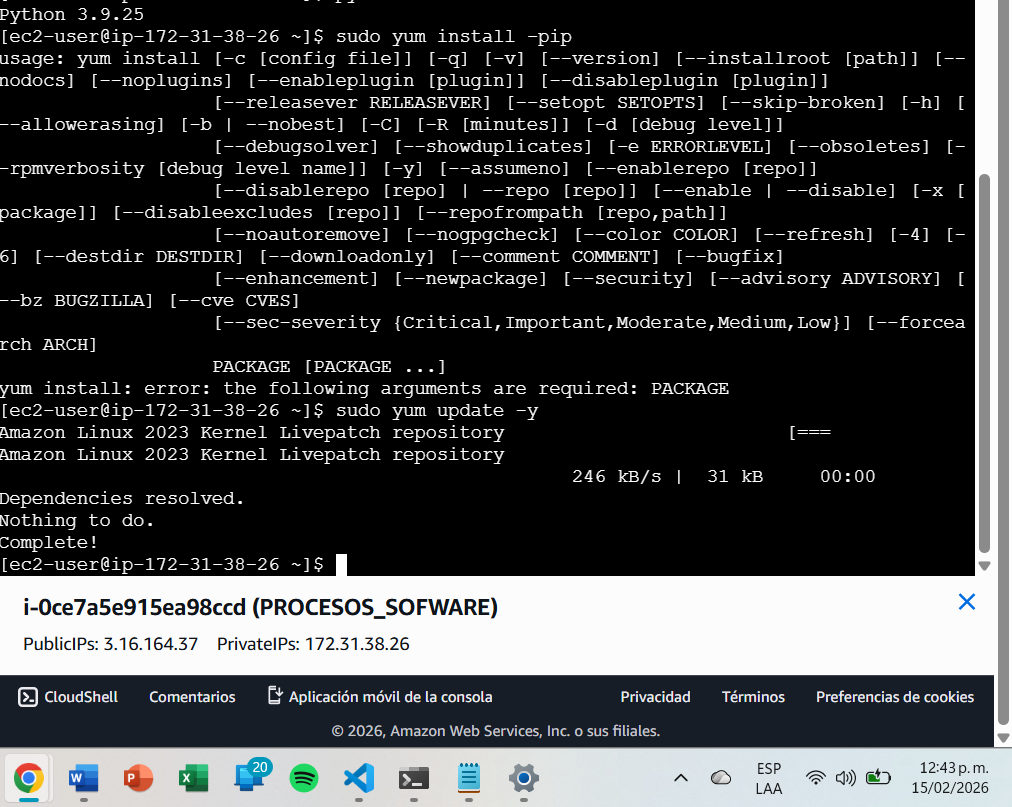 Python 3.9.25
[ec2-user@ip-172-31-38-26 ~]$ sudo yum install -pip
usage: yum install [-c [config file]] [-q] [-v] [--version] [--installroot [path]] [--
nodocs] [--noplugins] [--enableplugin [plugin]] [--disableplugin [plugin]]
[--releasever RELEASEVER] [--setopt SETOPTS] [--skip-broken] [-h] [
--allowerasing] [-b | --nobest] [-C] [-R [minutes]] [-d [debug level]]
[--debugsolver] [--showduplicates] [-e ERRORLEVEL] [--obsoletes] [-
-rpmverbosity [debug level name]] [-y] [--assumeno] [--enablerepo [repo]]
[--disablerepo [repo] | --repo [repo]] [--enable | --disable] [-x [
package]] [--disableexcludes [repo]] [--repofrompath [repo,path]]
[--noautoremove] [--nogpgcheck] [--color COLOR] [--refresh] [-4] [-
6] [--destdir DESTDIR] [--downloadonly] [--comment COMMENT] [--bugfix]
[--enhancement] [--newpackage] [--security] [--advisory ADVISORY] [
--bz BUGZILLA] [--cve CVES]
[--sec-severity {Critical,Important,Moderate,Medium,Low}] [--forcea
rch ARCH]
PACKAGE [PACKAGE ...]
yum install: error: the following arguments are required: PACKAGE
[ec2-user@ip-172-31-38-26 ~]$ sudo yum update -y
Amazon Linux 2023 Kernel Livepatch repository [===
Amazon Linux 2023 Kernel Livepatch repository
246 kB/s | 31 kB 00:00
Dependencies resolved.
Nothing to do.
Complete!
[ec2-user@ip-172-31-38-26 ~]$
i-0ce7a5e915ea98ccd (PROCESOS_SOFWARE)
PublicIPs: 3.16.164.37 PrivateIPs: 172.31.38.26
CloudShell Comentarios Aplicación móvil de la consola Privacidad Términos Preferencias de cookies
© 2026, Amazon Web Services, Inc. o sus filiales.
20
ESP
LAA
12:43 p. m.
15/02/2026